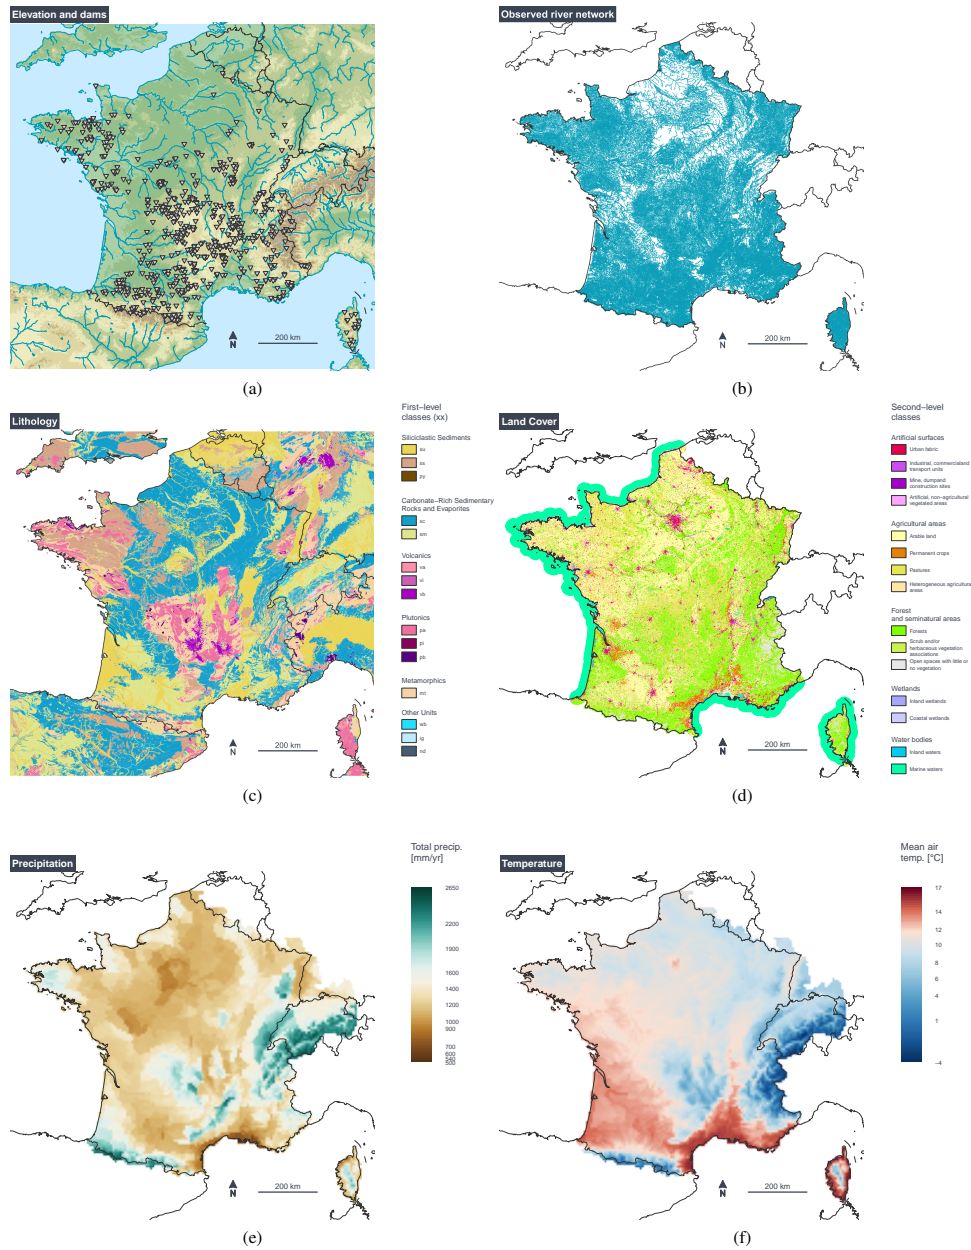 Elevation and dams
N
200 km
(a)
Observed river network
N
200 km
(b)
Lithology
N
200 km
First–level
classes (xx)
Siliciclastic Sediments
su
ss
py
Carbonate–Rich Sedimentary
Rocks and Evaporites
sc
sm
Volcanics
va
vi
vb
Plutonics
pa
pi
pb
Metamorphics
mt
Other Units
wb
ig
nd
(c)
Land Cover
N
200 km
Second–level
classes
Artificial surfaces
Urban fabric
Industrial, commercialand
transport units
Mine, dumpand
construction sites
Artificial, non–agricultural
vegetated areas
Agricultural areas
Arable land
Permanent crops
Pastures
Heterogeneous agricultural
areas
Forest
and seminatural areas
Forests
Scrub and/or
herbaceous vegetation
associations
Open spaces with little or
no vegetation
Wetlands
Inland wetlands
Coastal wetlands
Water bodies
Inland waters
Marine waters
(d)
Precipitation
N
200 km
Total precip.
[mm/yr]
2650
2200
1900
1600
1400
1200
1000
900
700
600
540
500
(e)
Temperature
N
200 km
Mean air
temp. [°C]
17
14
12
10
8
6
4
1
–4
(f)